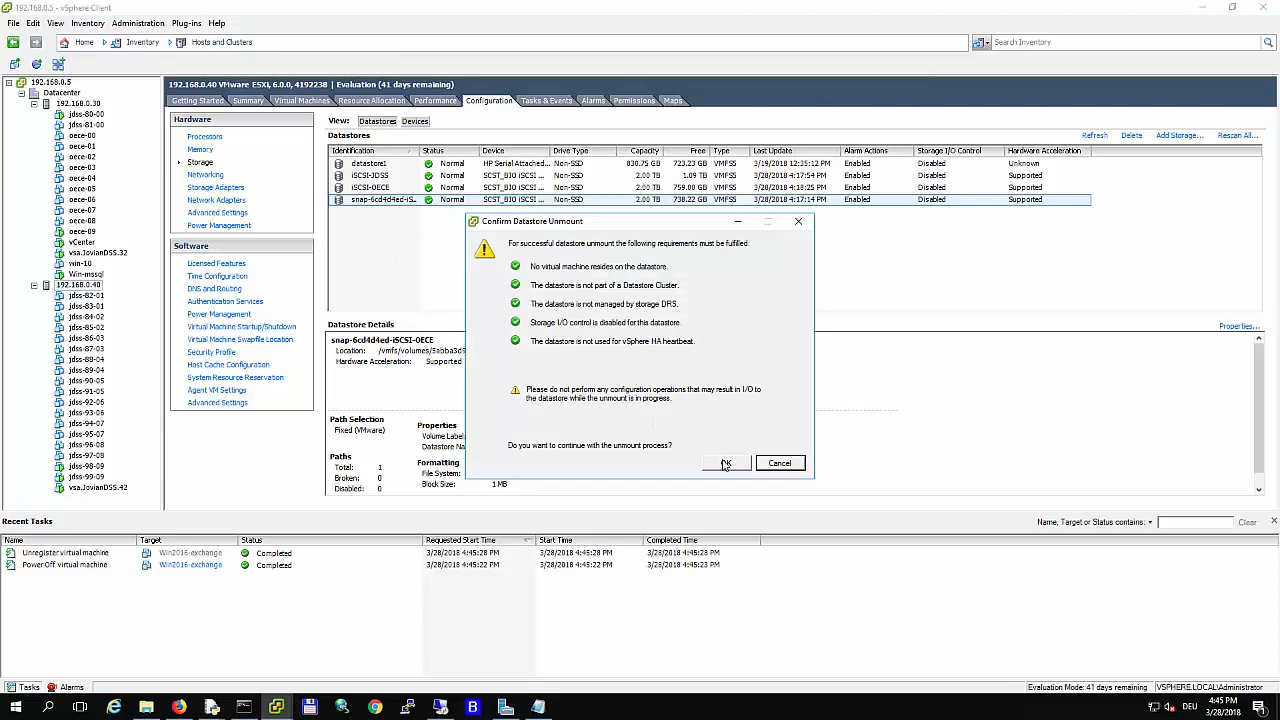 192.168.0.5 - vSphere Client
File Edit View Inventory Administration Plug-ins Help
Home Inventory Hosts and Clusters
Search Inventory
192.168.0.5
Datacenter
192.168.0.30
jdss-80-00
jdss-81-00
oece-00
oece-01
oece-02
oece-03
oece-04
oece-05
oece-06
oece-07
oece-08
oece-09
vCenter
vsa.JovianDSS.32
win-10
Win-mssql
192.168.0.40
jdss-82-01
jdss-83-01
jdss-84-02
jdss-85-02
jdss-86-03
jdss-87-03
jdss-88-04
jdss-89-04
jdss-90-05
jdss-91-05
jdss-92-06
jdss-93-06
jdss-94-07
jdss-95-07
jdss-96-08
jdss-97-08
jdss-98-09
jdss-99-09
vsa.JovianDSS.42
192.168.0.40 VMware ESXi, 6.0.0, 4192238 | Evaluation (41 days remaining)
Getting Started Summary Virtual Machines Resource Allocation Performance Configuration Tasks & Events Alarms Permissions Maps
Hardware
Processors
Memory
Storage
Networking
Storage Adapters
Network Adapters
Advanced Settings
Power Management
Software
Licensed Features
Time Configuration
DNS and Routing
Authentication Services
Power Management
Virtual Machine Startup/Shutdown
Virtual Machine Swapfile Location
Security Profile
Host Cache Configuration
System Resource Reservation
Agent VM Settings
Advanced Settings
View: Datastores Devices
Datastores Refresh Delete Add Storage... Rescan All...
Identification Status Device Drive Type Capacity Free Type Last Update Alarm Actions Storage I/O Control Hardware Acceleration
datastore1 Normal HP Serial Attached... Non-SSD 830.75 GB 723.23 GB VMFS5 3/19/2018 12:35:12 PM Enabled Disabled Unknown
iSCSI-JDSS Normal SCST_BIO iSCSI ... Non-SSD 2.00 TB 1.09 TB VMFS5 3/28/2018 4:17:54 PM Enabled Disabled Supported
iSCSI-OECE Normal SCST_BIO iSCSI ... Non-SSD 2.00 TB 759.00 GB VMFS5 3/28/2018 4:18:25 PM Enabled Disabled Supported
snap-6cd4d4ed-iS... Normal SCST_BIO iSCSI ... Non-SSD 2.00 TB 738.22 GB VMFS5 3/28/2018 4:17:14 PM Enabled Disabled Supported
Confirm Datastore Unmount
For successful datastore unmount the following requirements must be fulfilled:
No virtual machine resides on the datastore.
The datastore is not part of a Datastore Cluster.
The datastore is not managed by storage DRS.
Storage I/O control is disabled for this datastore.
The datastore is not used for vSphere HA heartbeat.
Please do not perform any configuration operations that may result in I/O to
the datastore while the unmount is in progress.
Do you want to continue with the unmount process?
OK Cancel
Datastore Details Properties...
snap-6cd4d4ed-iSCSI-OECE
Location: /vmfs/volumes/5abba3d9
Hardware Acceleration: Supported
Path Selection
Fixed (VMware)
Paths
Total: 1
Broken: 0
Disabled: 0
Properties
Volume Label
Datastore Na
Formatting
File System:
Block Size: 1 MB
Recent Tasks
Name, Target or Status contains: Clear
Name Target Status Requested Start Time Start Time Completed Time
Unregister virtual machine Win2016-exchange Completed 3/28/2018 4:45:28 PM 3/28/2018 4:45:28 PM 3/28/2018 4:45:28 PM
Power Off virtual machine Win2016-exchange Completed 3/28/2018 4:45:22 PM 3/28/2018 4:45:22 PM 3/28/2018 4:45:23 PM
Tasks Alarms Evaluation Mode: 41 days remaining VSPHERE.LOCAL\Administrator
DEU 4:45 PM
3/28/2018